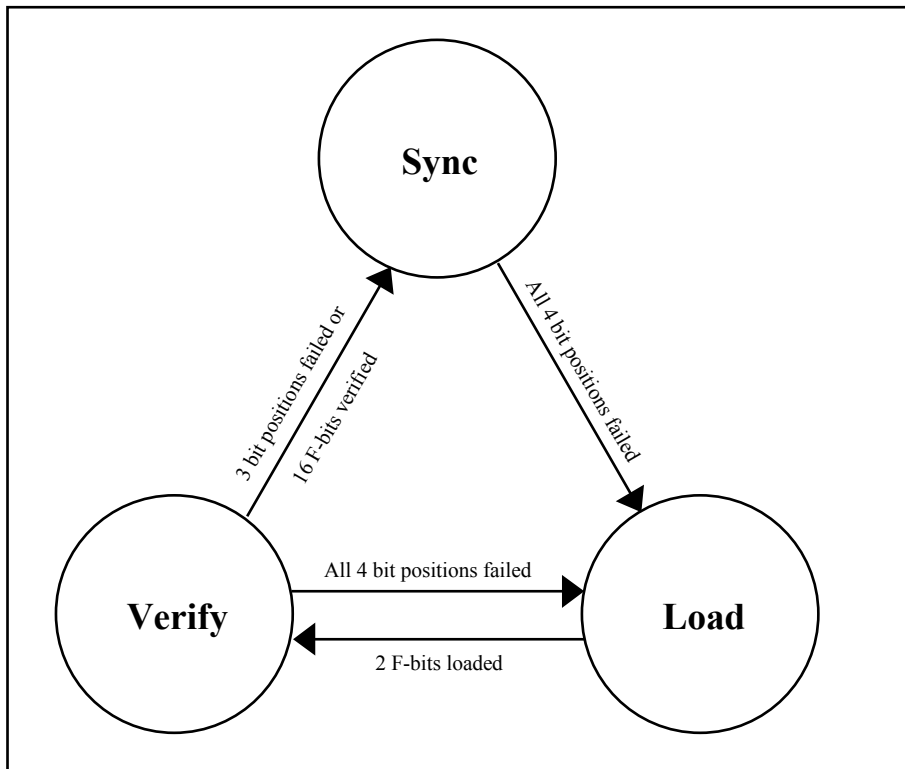 Sync
3 bit positions failed or
16 F-bits verified
All 4 bit positions failed
Verify
All 4 bit positions failed
2 F-bits loaded
Load